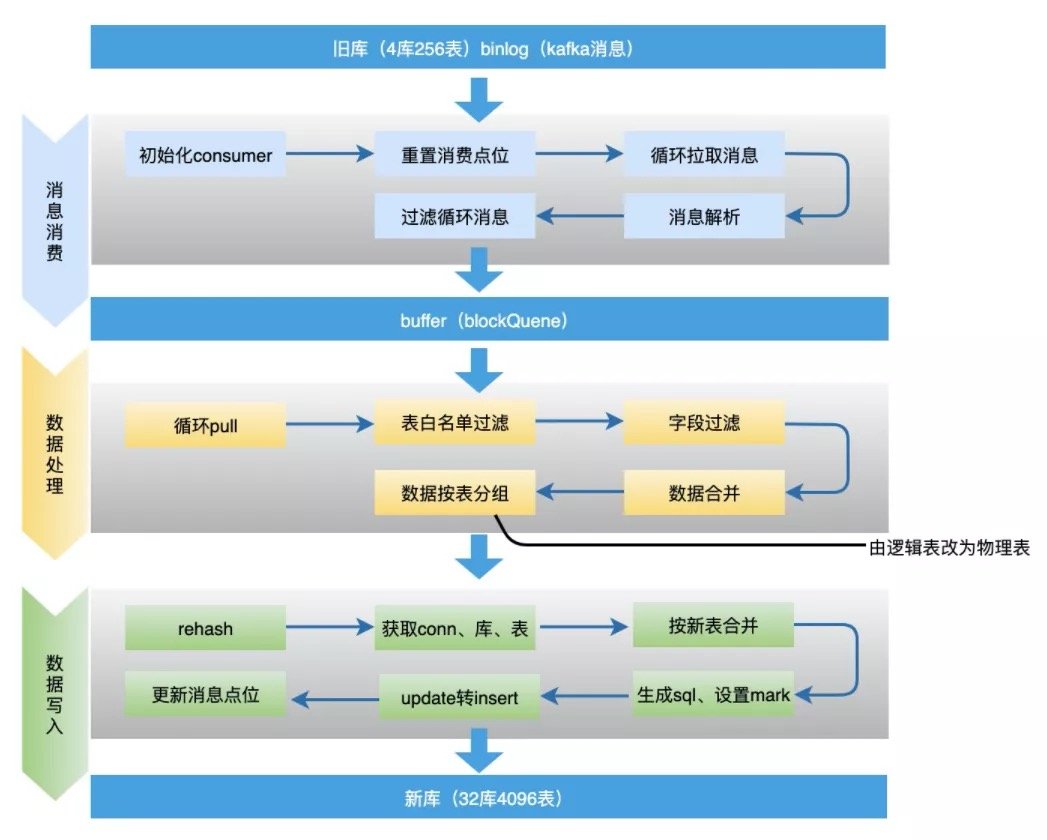 旧库（4库256表）binlog（kafka消息）
消息消费
初始化consumer
重置消费点位
循环拉取消息
消息解析
过滤循环消息
buffer（blockQuene）
数据处理
循环pull
表白名单过滤
字段过滤
数据合并
数据按表分组
由逻辑表改为物理表
数据写入
rehash
获取conn、库、表
按新表合并
生成sql、设置mark
update转insert
更新消息点位
新库（32库4096表）